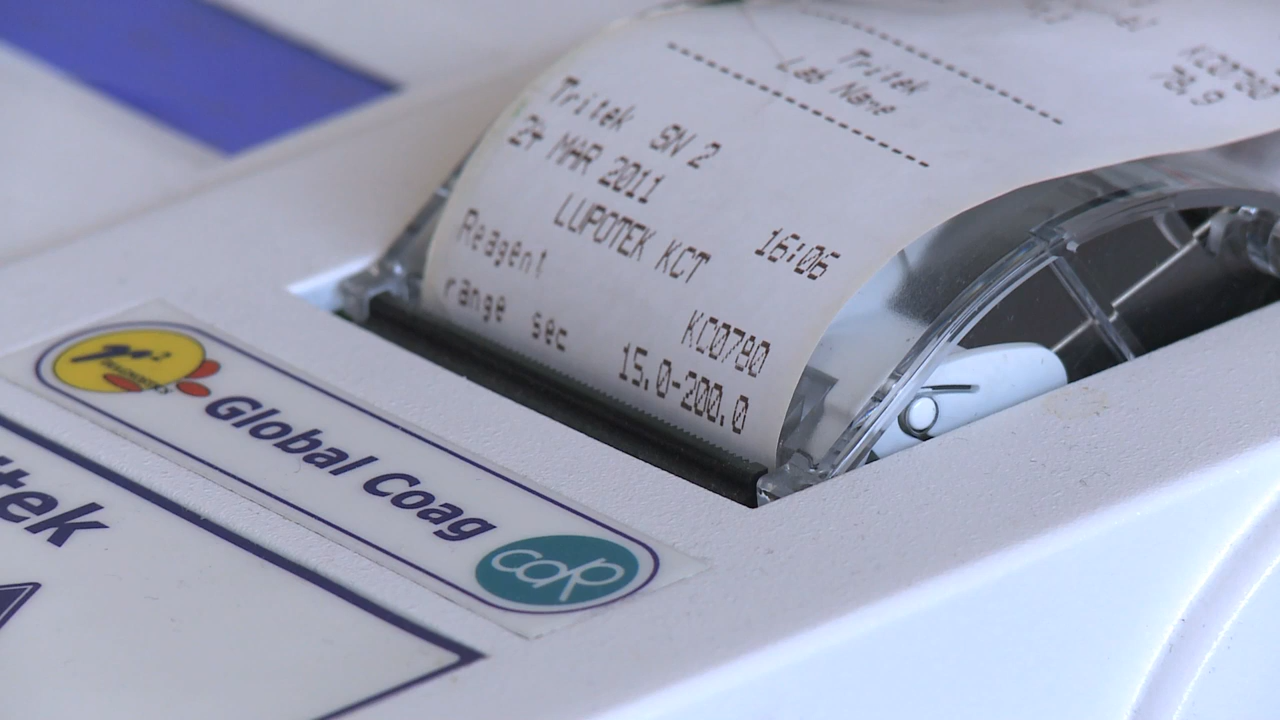 Tritek
Lab Name
Tritek SN 2
24 MAR 2011 16:06
LUPOTEK KCT
Reagent KC0780
range sec 15.0-200.0
Global Coag
cor
tek